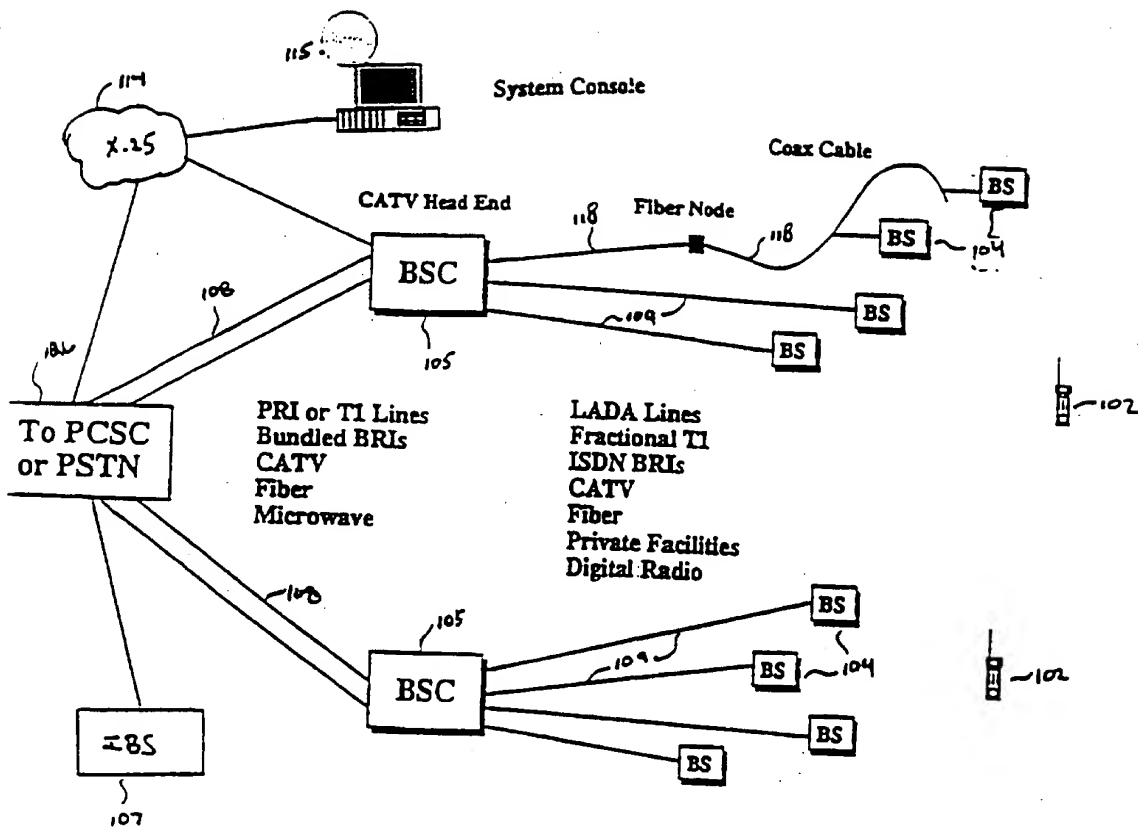 115
System Console
114
X.25
Coax Cable
BS
CATV Head End
118
Fiber Node
118
BS
104
BSC
108
109
BS
BS
105
102
To PCSC
or PSTN
PRI or T1 Lines
Bundled BRIs
CATV
Fiber
Microwave
LADA Lines
Fractional T1
ISDN BRIs
CATV
Fiber
Private Facilities
Digital Radio
108
105
BS
109
104
BS
102
BSC
BS
IBS
BS
107